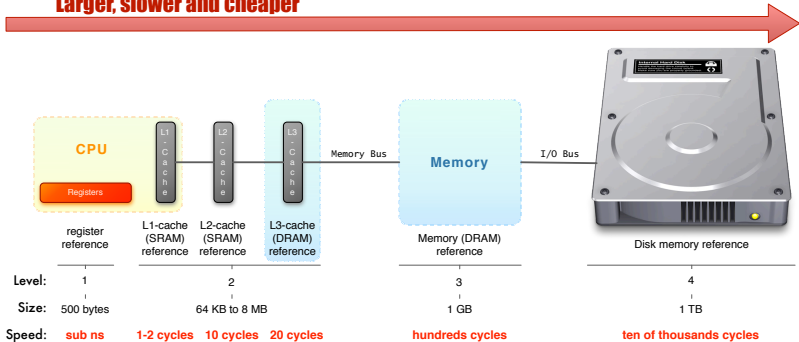 Larger, slower and cheaper
CPU
Registers
L1-Cache
L2-Cache
L3-Cache
Memory Bus
Memory
I/O Bus
Internal Hard Disk
register
reference
L1-cache
(SRAM)
reference
L2-cache
(SRAM)
reference
L3-cache
(DRAM)
reference
Memory (DRAM)
reference
Disk memory reference
Level: 1 2 3 4
Size: 500 bytes 64 KB to 8 MB 1 GB 1 TB
Speed: sub ns 1-2 cycles 10 cycles 20 cycles hundreds cycles ten of thousands cycles